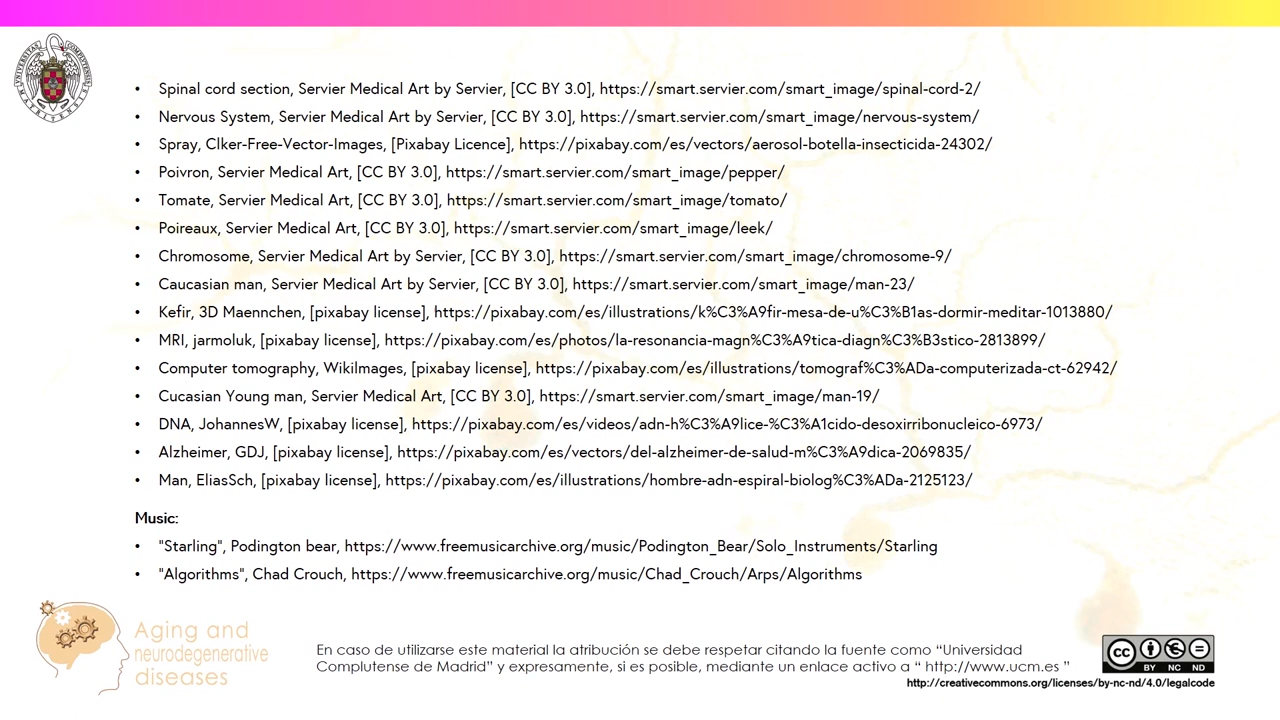 • Spinal cord section, Servier Medical Art by Servier, [CC BY 3.0], https://smart.servier.com/smart_image/spinal-cord-2/
• Nervous System, Servier Medical Art by Servier, [CC BY 3.0], https://smart.servier.com/smart_image/nervous-system/
• Spray, Clker-Free-Vector-Images, [Pixabay Licence], https://pixabay.com/es/vectors/aerosol-botella-insecticida-24302/
• Poivron, Servier Medical Art, [CC BY 3.0], https://smart.servier.com/smart_image/pepper/
• Tomate, Servier Medical Art, [CC BY 3.0], https://smart.servier.com/smart_image/tomato/
• Poireaux, Servier Medical Art, [CC BY 3.0], https://smart.servier.com/smart_image/leek/
• Chromosome, Servier Medical Art by Servier, [CC BY 3.0], https://smart.servier.com/smart_image/chromosome-9/
• Caucasian man, Servier Medical Art by Servier, [CC BY 3.0], https://smart.servier.com/smart_image/man-23/
• Kefir, 3D Maennchen, [pixabay license], https://pixabay.com/es/illustrations/k%C3%A9fir-mesa-de-u%C3%B1as-dormir-meditar-1013880/
• MRI, jarmoluk, [pixabay license], https://pixabay.com/es/photos/la-resonancia-magn%C3%A9tica-diagn%C3%B3stico-2813899/
• Computer tomography, WikiImages, [pixabay license], https://pixabay.com/es/illustrations/tomograf%C3%ADa-computerizada-ct-62942/
• Cucasian Young man, Servier Medical Art, [CC BY 3.0], https://smart.servier.com/smart_image/man-19/
• DNA, JohannesW, [pixabay license], https://pixabay.com/es/videos/adn-h%C3%A9lice-%C3%A1cido-desoxirribonucleico-6973/
• Alzheimer, GDJ, [pixabay license], https://pixabay.com/es/vectors/del-alzheimer-de-salud-m%C3%A9dica-2069835/
• Man, EliasSch, [pixabay license], https://pixabay.com/es/illustrations/hombre-adn-espiral-biolog%C3%ADa-2125123/
Music:
• "Starling", Podington bear, https://www.freemusicarchive.org/music/Podington_Bear/Solo_Instruments/Starling
• "Algorithms", Chad Crouch, https://www.freemusicarchive.org/music/Chad_Crouch/Arps/Algorithms
Aging and
neurodegenerative
diseases
En caso de utilizarse este material la atribución se debe respetar citando la fuente como “Universidad
Complutense de Madrid” y expresamente, si es posible, mediante un enlace activo a “ http://www.ucm.es ”
cc BY NC ND
http://creativecommons.org/licenses/by-nc-nd/4.0/legalcode